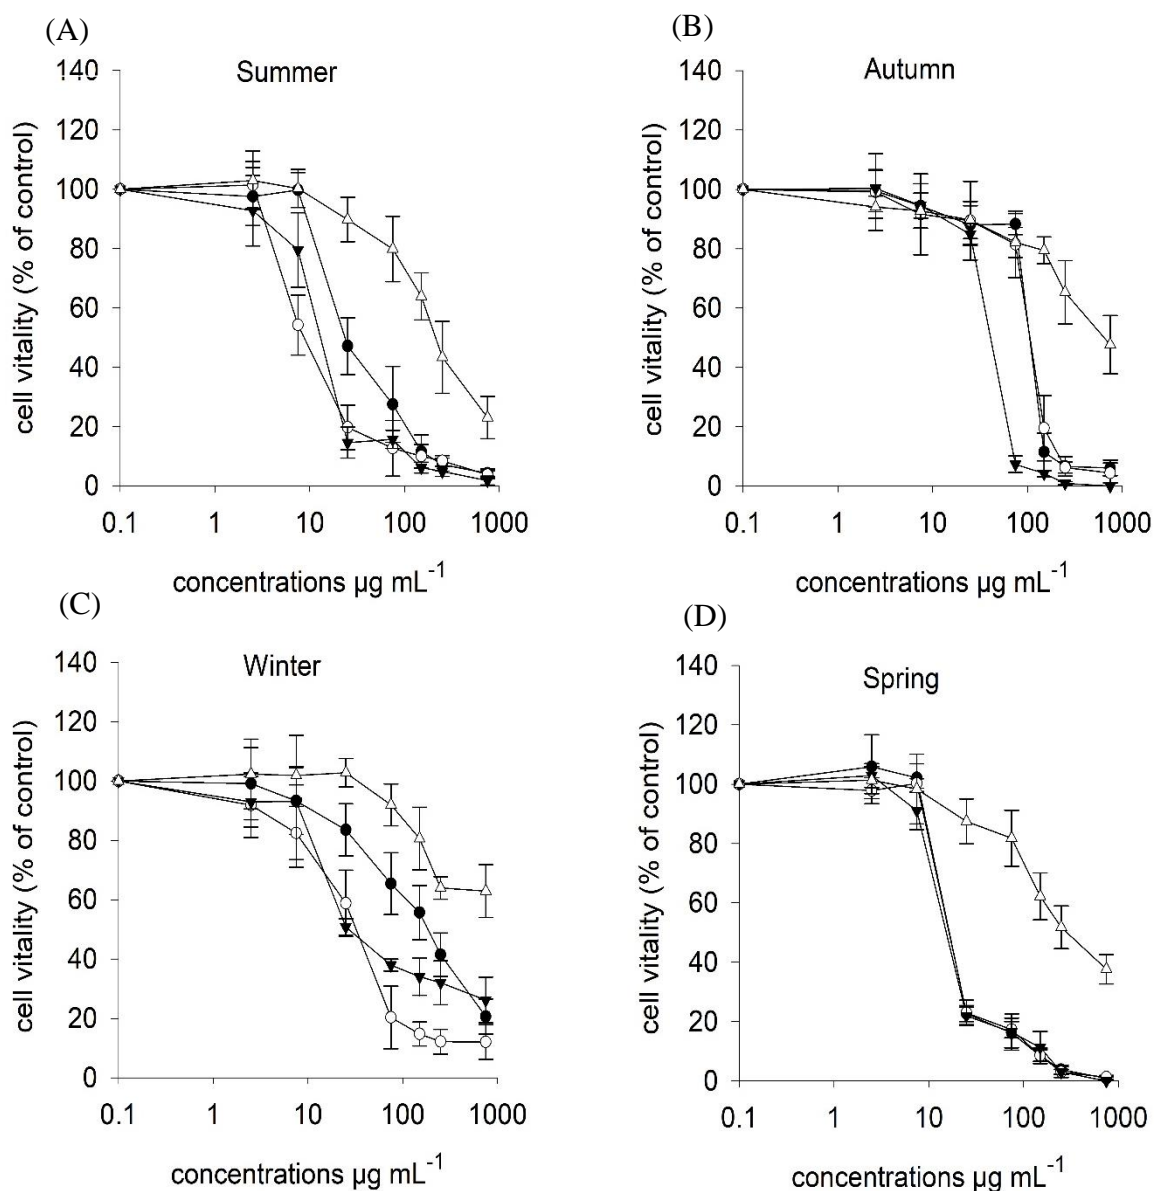 (A)
Summer
cell vitality (% of control)
140
120
100
80
60
40
20
0
0.1 1 10 100 1000
concentrations µg mL-1
(B)
Autumn
cell vitality (% of control)
140
120
100
80
60
40
20
0
0.1 1 10 100 1000
concentrations µg mL-1
(C)
Winter
cell vitality (% of control)
140
120
100
80
60
40
20
0
0.1 1 10 100 1000
concentrations µg mL-1
(D)
Spring
cell vitality (% of control)
140
120
100
80
60
40
20
0
0.1 1 10 100 1000
concentrations µg mL-1